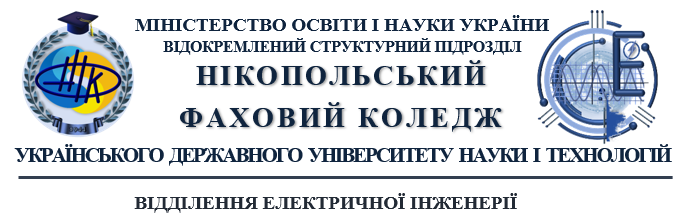 МІНІСТЕРСТВО ОСВІТИ І НАУКИ УКРАЇНИ
ВІДОКРЕМЛЕНИЙ СТРУКТУРНИЙ ПІДРОЗДІЛ
НІКОПОЛЬСЬКИЙ
ФАХОВИЙ КОЛЕДЖ
УКРАЇНСЬКОГО ДЕРЖАВНОГО УНІВЕРСИТЕТУ НАУКИ І ТЕХНОЛОГІЙ
ВІДДІЛЕННЯ ЕЛЕКТРИЧНОЇ ІНЖЕНЕРІЇ